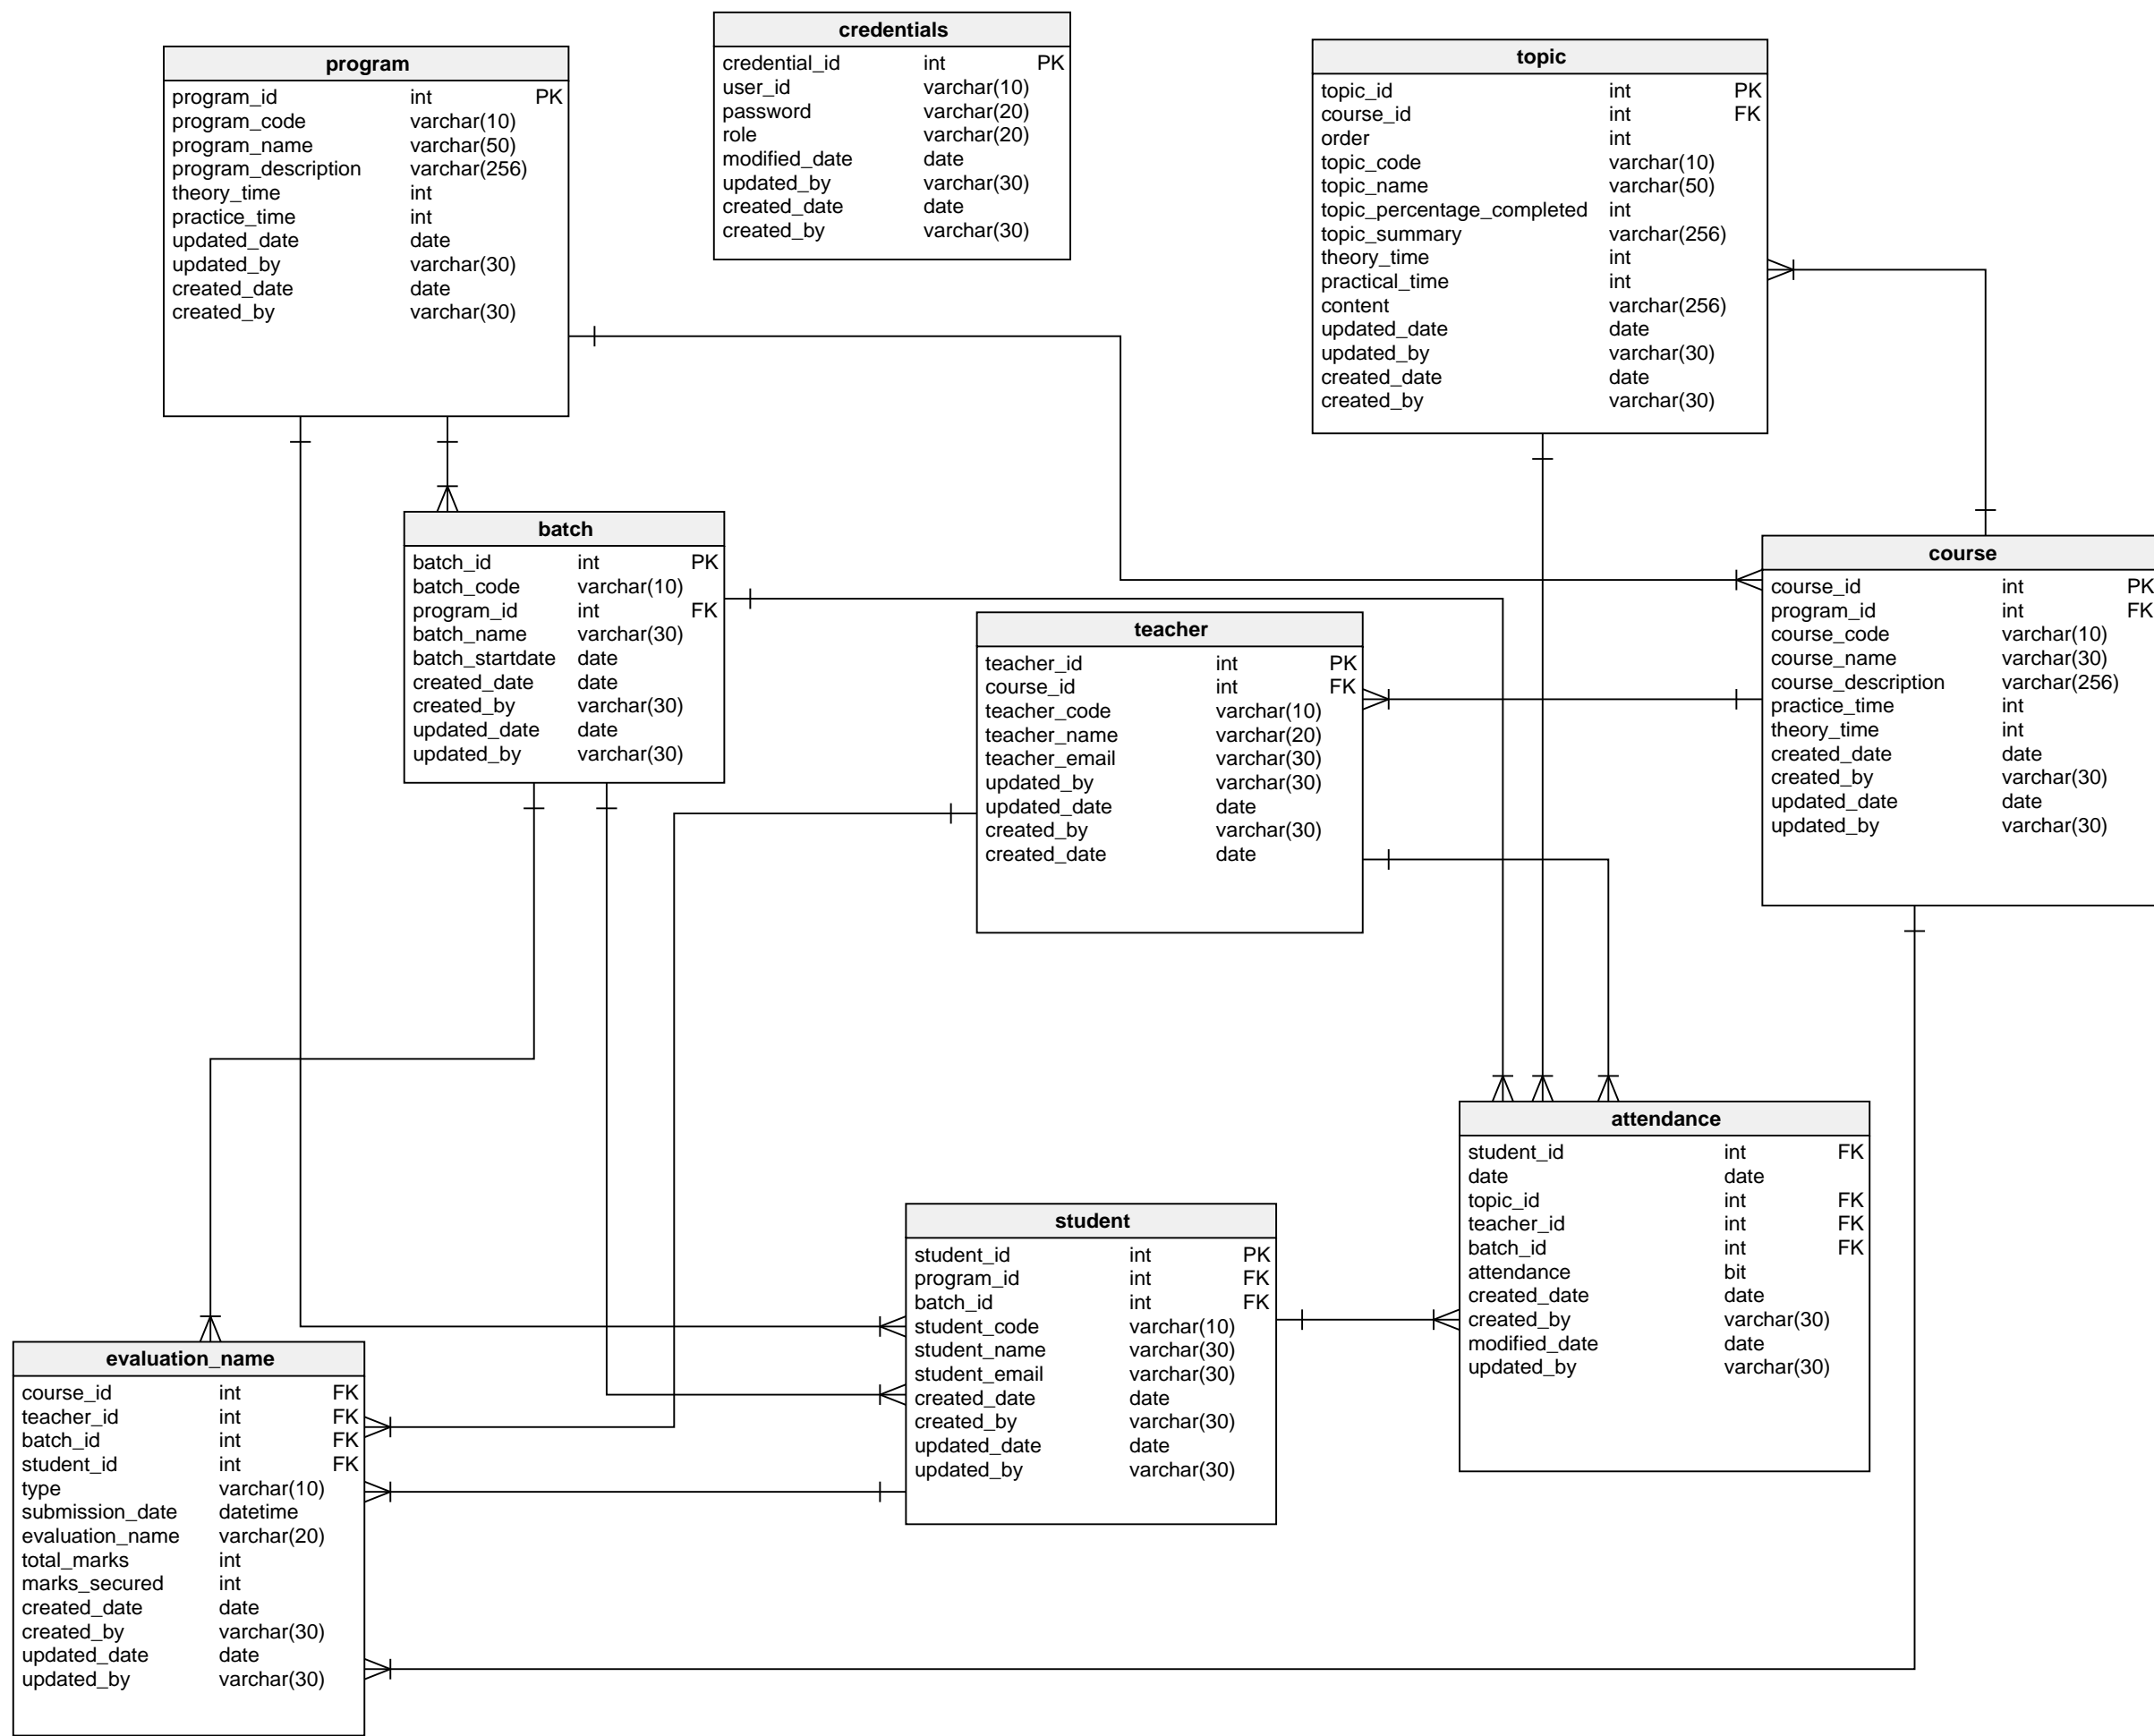 credentials
credential_id int PK
user_id varchar(10)
password varchar(20)
role varchar(20)
modified_date date
updated_by varchar(30)
created_date date
created_by varchar(30)
program
program_id int PK
program_code varchar(10)
program_name varchar(50)
program_description varchar(256)
theory_time int
practice_time int
updated_date date
updated_by varchar(30)
created_date date
created_by varchar(30)
topic
topic_id int PK
course_id int FK
order int
topic_code varchar(10)
topic_name varchar(50)
topic_percentage_completed int
topic_summary varchar(256)
theory_time int
practical_time int
content varchar(256)
updated_date date
updated_by varchar(30)
created_date date
created_by varchar(30)
batch
batch_id int PK
batch_code varchar(10)
program_id int FK
batch_name varchar(30)
batch_startdate date
created_date date
created_by varchar(30)
updated_date date
updated_by varchar(30)
teacher
teacher_id int PK
course_id int FK
teacher_code varchar(10)
teacher_name varchar(20)
teacher_email varchar(30)
updated_by varchar(30)
updated_date date
created_by varchar(30)
created_date date
course
course_id int PK
program_id int FK
course_code varchar(10)
course_name varchar(30)
course_description varchar(256)
practice_time int
theory_time int
created_date date
created_by varchar(30)
updated_date date
updated_by varchar(30)
attendance
student_id int FK
date date
topic_id int FK
teacher_id int FK
batch_id int FK
attendance bit
created_date date
created_by varchar(30)
modified_date date
updated_by varchar(30)
student
student_id int PK
program_id int FK
batch_id int FK
student_code varchar(10)
student_name varchar(30)
student_email varchar(30)
created_date date
created_by varchar(30)
updated_date date
updated_by varchar(30)
evaluation_name
course_id int FK
teacher_id int FK
batch_id int FK
student_id int FK
type varchar(10)
submission_date datetime
evaluation_name varchar(20)
total_marks int
marks_secured int
created_date date
created_by varchar(30)
updated_date date
updated_by varchar(30)